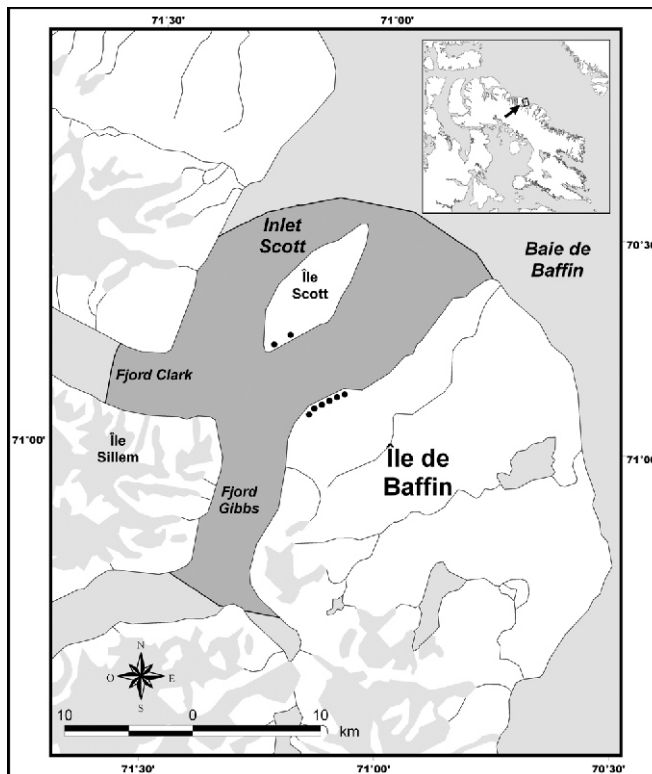 71°30'
71°00'
Inlet
Scott
Baie de
Baffin
70°30'
Île
Scott
Fjord Clark
71°00'
Île
Sillem
Île de
Baffin
71°00'
Fjord
Gibbs
N
O
E
S
10
0
10
km
71°30'
71°00'
70°30'